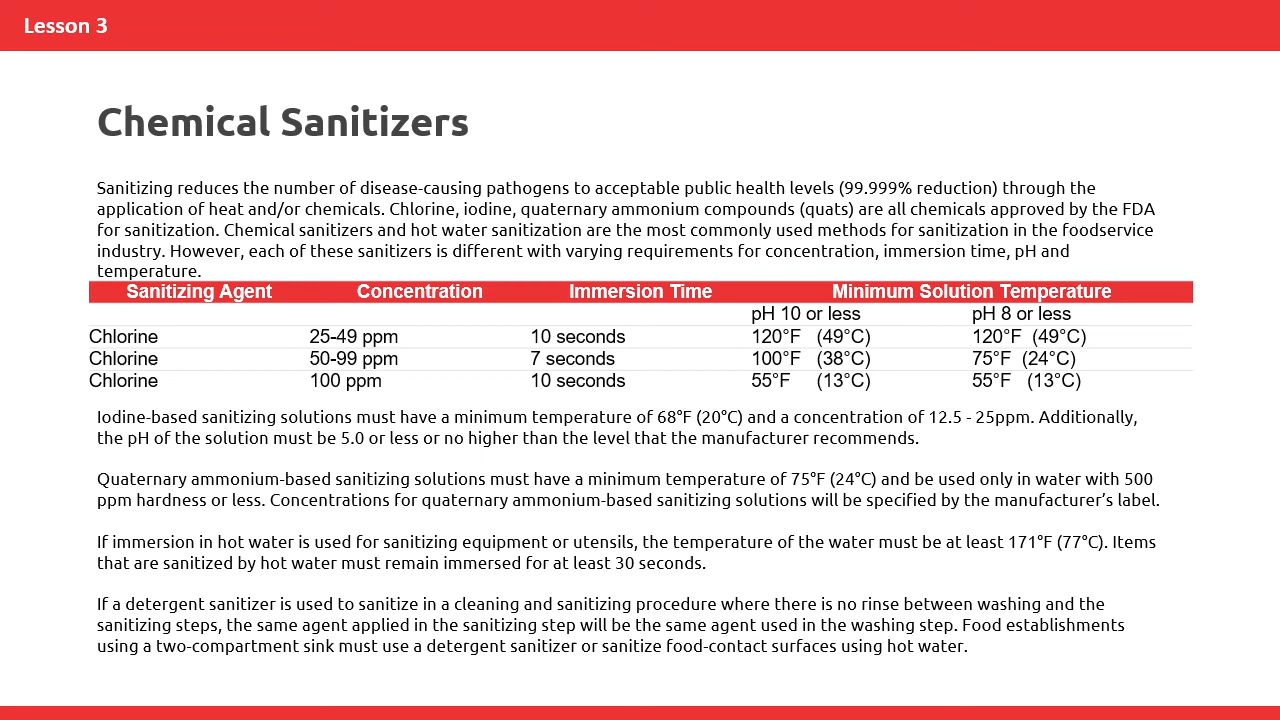 Lesson 3
Chemical Sanitizers
Sanitizing reduces the number of disease-causing pathogens to acceptable public health levels (99.999% reduction) through the
application of heat and/or chemicals. Chlorine, iodine, quaternary ammonium compounds (quats) are all chemicals approved by the FDA
for sanitization. Chemical sanitizers and hot water sanitization are the most commonly used methods for sanitization in the foodservice
industry. However, each of these sanitizers is different with varying requirements for concentration, immersion time, pH and
temperature.
Sanitizing Agent Concentration Immersion Time Minimum Solution Temperature
pH 10 or less pH 8 or less
Chlorine 25-49 ppm 10 seconds 120°F (49°C) 120°F (49°C)
Chlorine 50-99 ppm 7 seconds 100°F (38°C) 75°F (24°C)
Chlorine 100 ppm 10 seconds 55°F (13°C) 55°F (13°C)
Iodine-based sanitizing solutions must have a minimum temperature of 68°F (20°C) and a concentration of 12.5 - 25ppm. Additionally,
the pH of the solution must be 5.0 or less or no higher than the level that the manufacturer recommends.
Quaternary ammonium-based sanitizing solutions must have a minimum temperature of 75°F (24°C) and be used only in water with 500
ppm hardness or less. Concentrations for quaternary ammonium-based sanitizing solutions will be specified by the manufacturer’s label.
If immersion in hot water is used for sanitizing equipment or utensils, the temperature of the water must be at least 171°F (77°C). Items
that are sanitized by hot water must remain immersed for at least 30 seconds.
If a detergent sanitizer is used to sanitize in a cleaning and sanitizing procedure where there is no rinse between washing and the
sanitizing steps, the same agent applied in the sanitizing step will be the same agent used in the washing step. Food establishments
using a two-compartment sink must use a detergent sanitizer or sanitize food-contact surfaces using hot water.